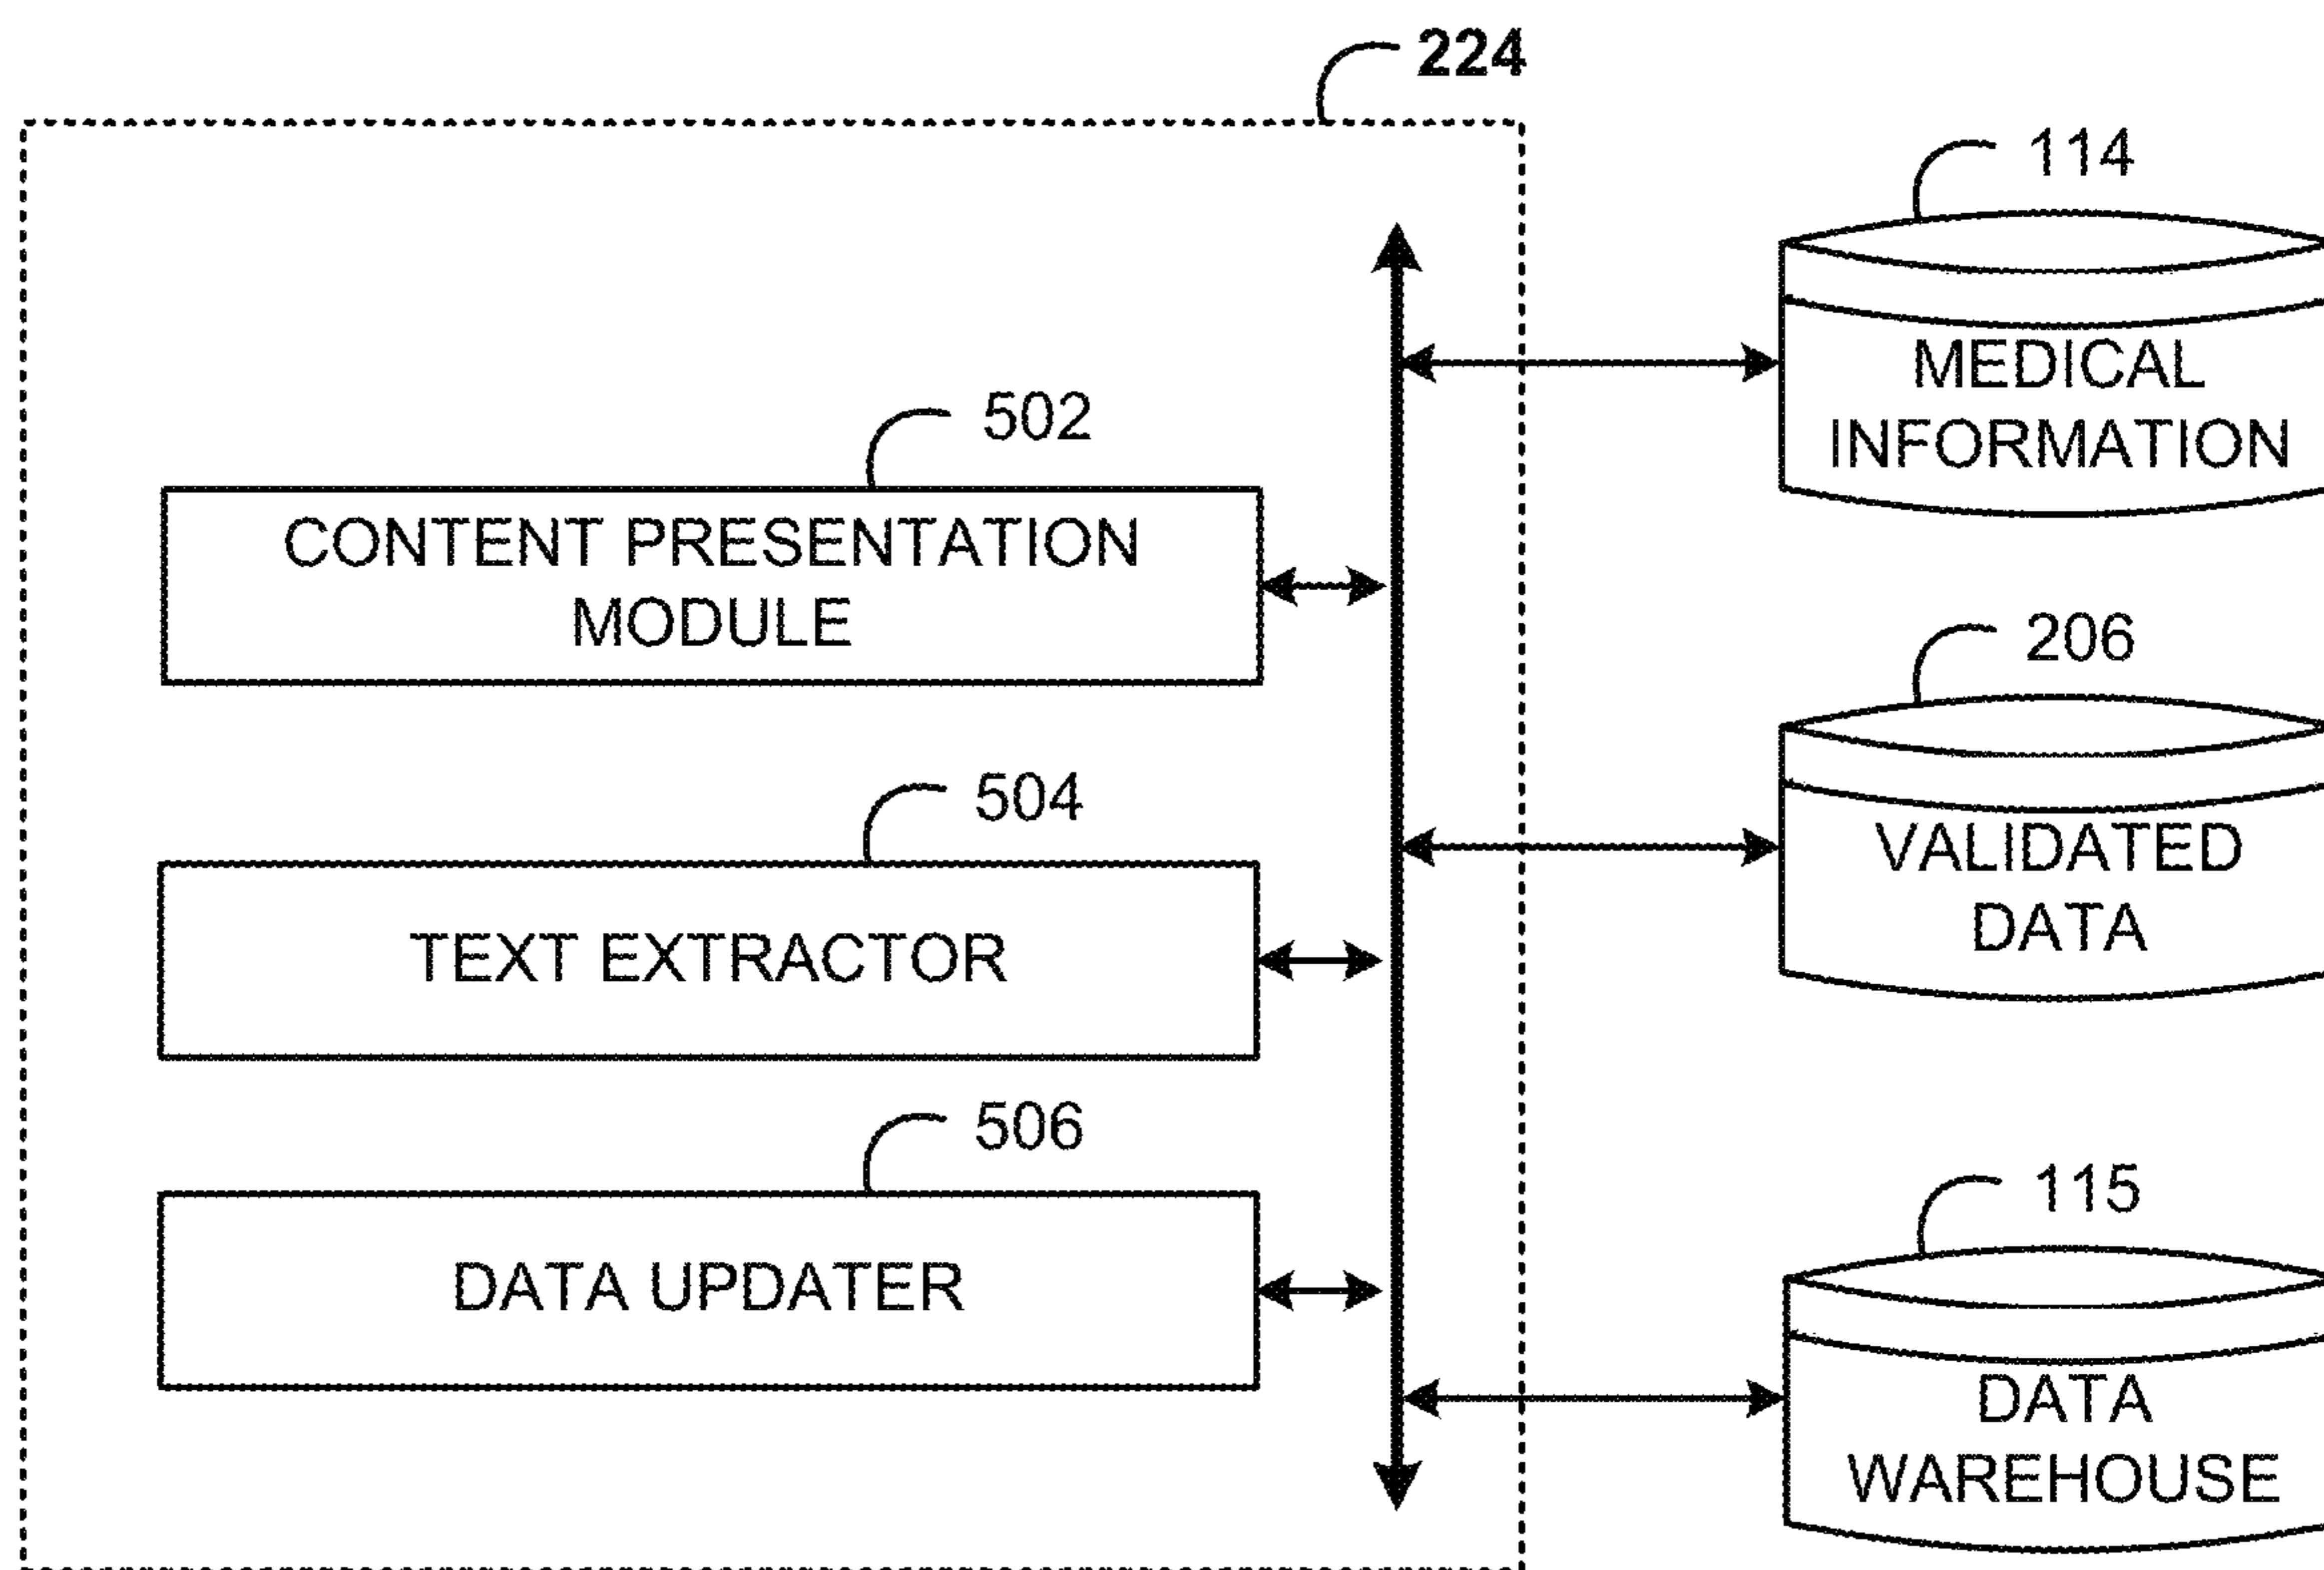 224
114
MEDICAL
INFORMATION
502
CONTENT PRESENTATION
MODULE
206
VALIDATED
DATA
504
TEXT EXTRACTOR
506
DATA UPDATER
115
DATA
WAREHOUSE